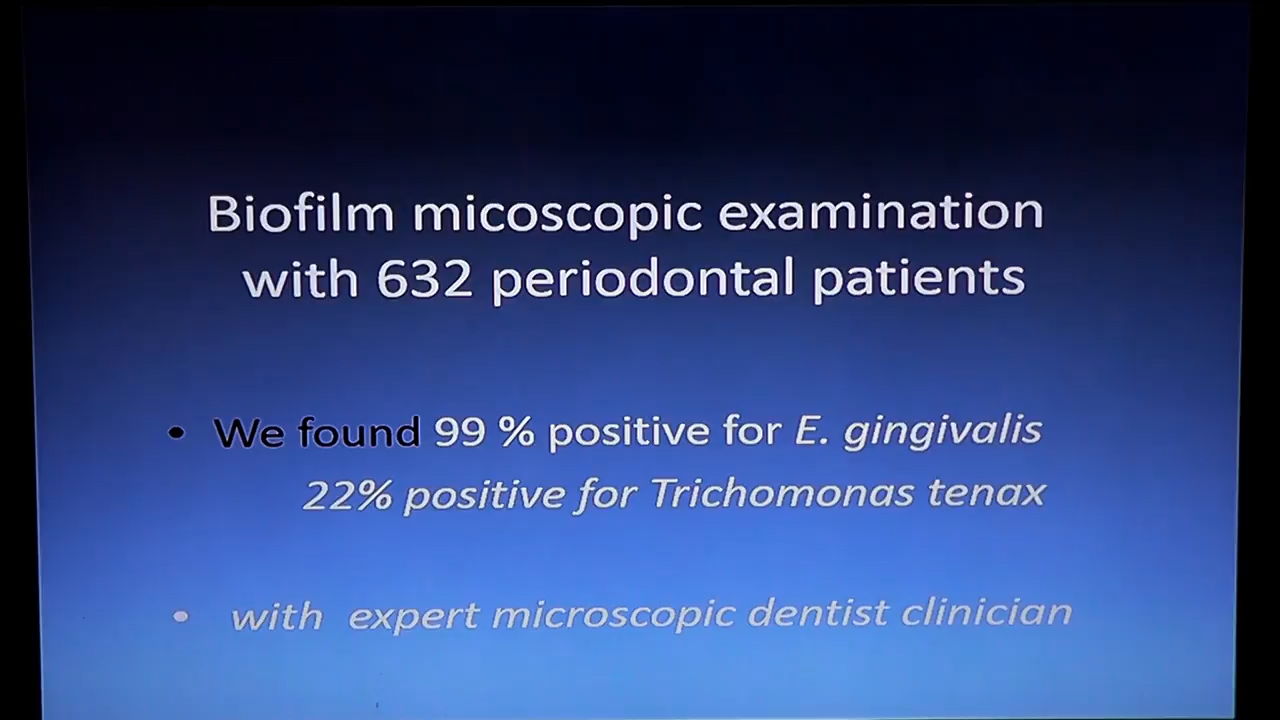 Biofilm micoscopic examination
with 632 periodontal patients
• We found 99 % positive for E. gingivalis
22% positive for Trichomonas tenax
• with expert microscopic dentist clinician